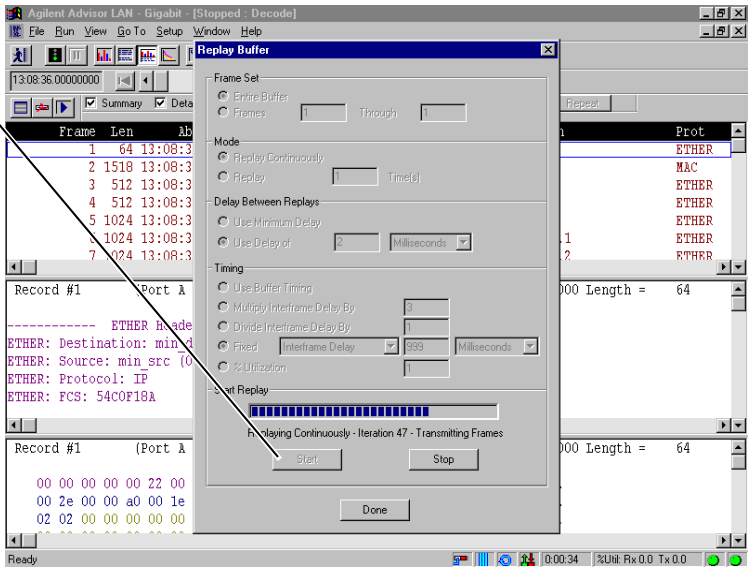 Agilent Advisor LAN - Gigabit - [Stopped : Decode]
File Run View Go To Setup Window Help
13:08:36.00000000
Summary Deta
Repeat
Frame Len Ab
Prot
1 64 13:08:3 ETHER
2 1518 13:08:3 MAC
3 512 13:08:3 ETHER
4 512 13:08:3 ETHER
5 1024 13:08:3 ETHER
1024 13:08:3 .1 ETHER
7 1024 13:08:3 .2 ETHER
Record #1 (Port A 000 Length = 64
------------ ETHER Heade
ETHER: Destination: min_d
ETHER: Source: min_src (0
ETHER: Protocol: IP
ETHER: FCS: 54C0F18A
Record #1 (Port A 000 Length = 64
00 00 00 00 00 22 00
00 2e 00 00 a0 00 1e
02 02 00 00 00 00 00
Replay Buffer
Frame Set
Entire Buffer
Frames 1 Through 1
Mode
Replay Continuously
Replay 1 Time(s)
Delay Between Replays
Use Minimum Delay
Use Delay of 2 Milliseconds
Timing
Use Buffer Timing
Multiply Interframe Delay By 3
Divide Interframe Delay By 1
Fixed Interframe Delay 999 Milliseconds
% Utilization 1
Start Replay
Replaying Continuously - Iteration 47 - Transmitting Frames
Start Stop
Done
Ready 0:00:34 %Util: Rx 0.0 Tx 0.0